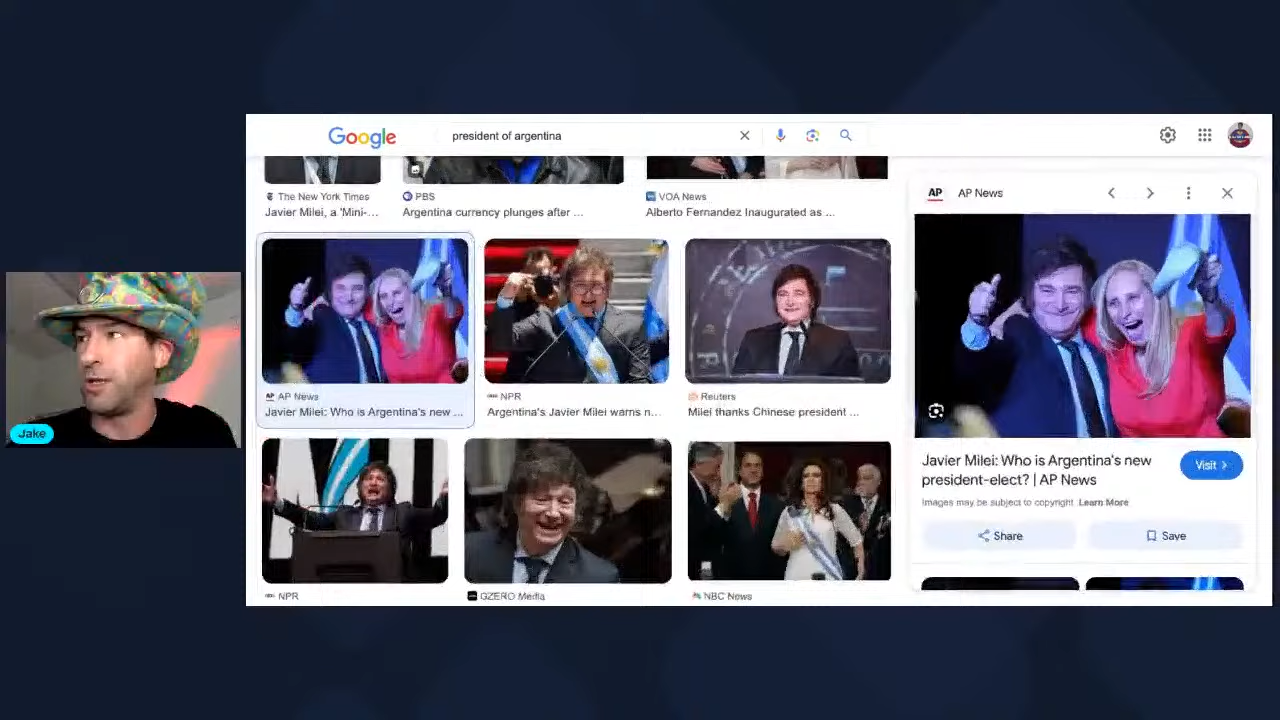 Google
president of argentina
The New York Times
Javier Milei, a 'Mini-...
PBS
Argentina currency plunges after ...
VOA News
Alberto Fernandez Inaugurated as ...
AP AP News
Javier Milei: Who is Argentina's new ...
NPR
Argentina's Javier Milei warns n...
Reuters
Milei thanks Chinese president ...
NPR
GZERO Media
NBC News
AP AP News
Javier Milei: Who is Argentina's new
president-elect? | AP News
Visit
Images may be subject to copyright. Learn More
Share
Save
Jake